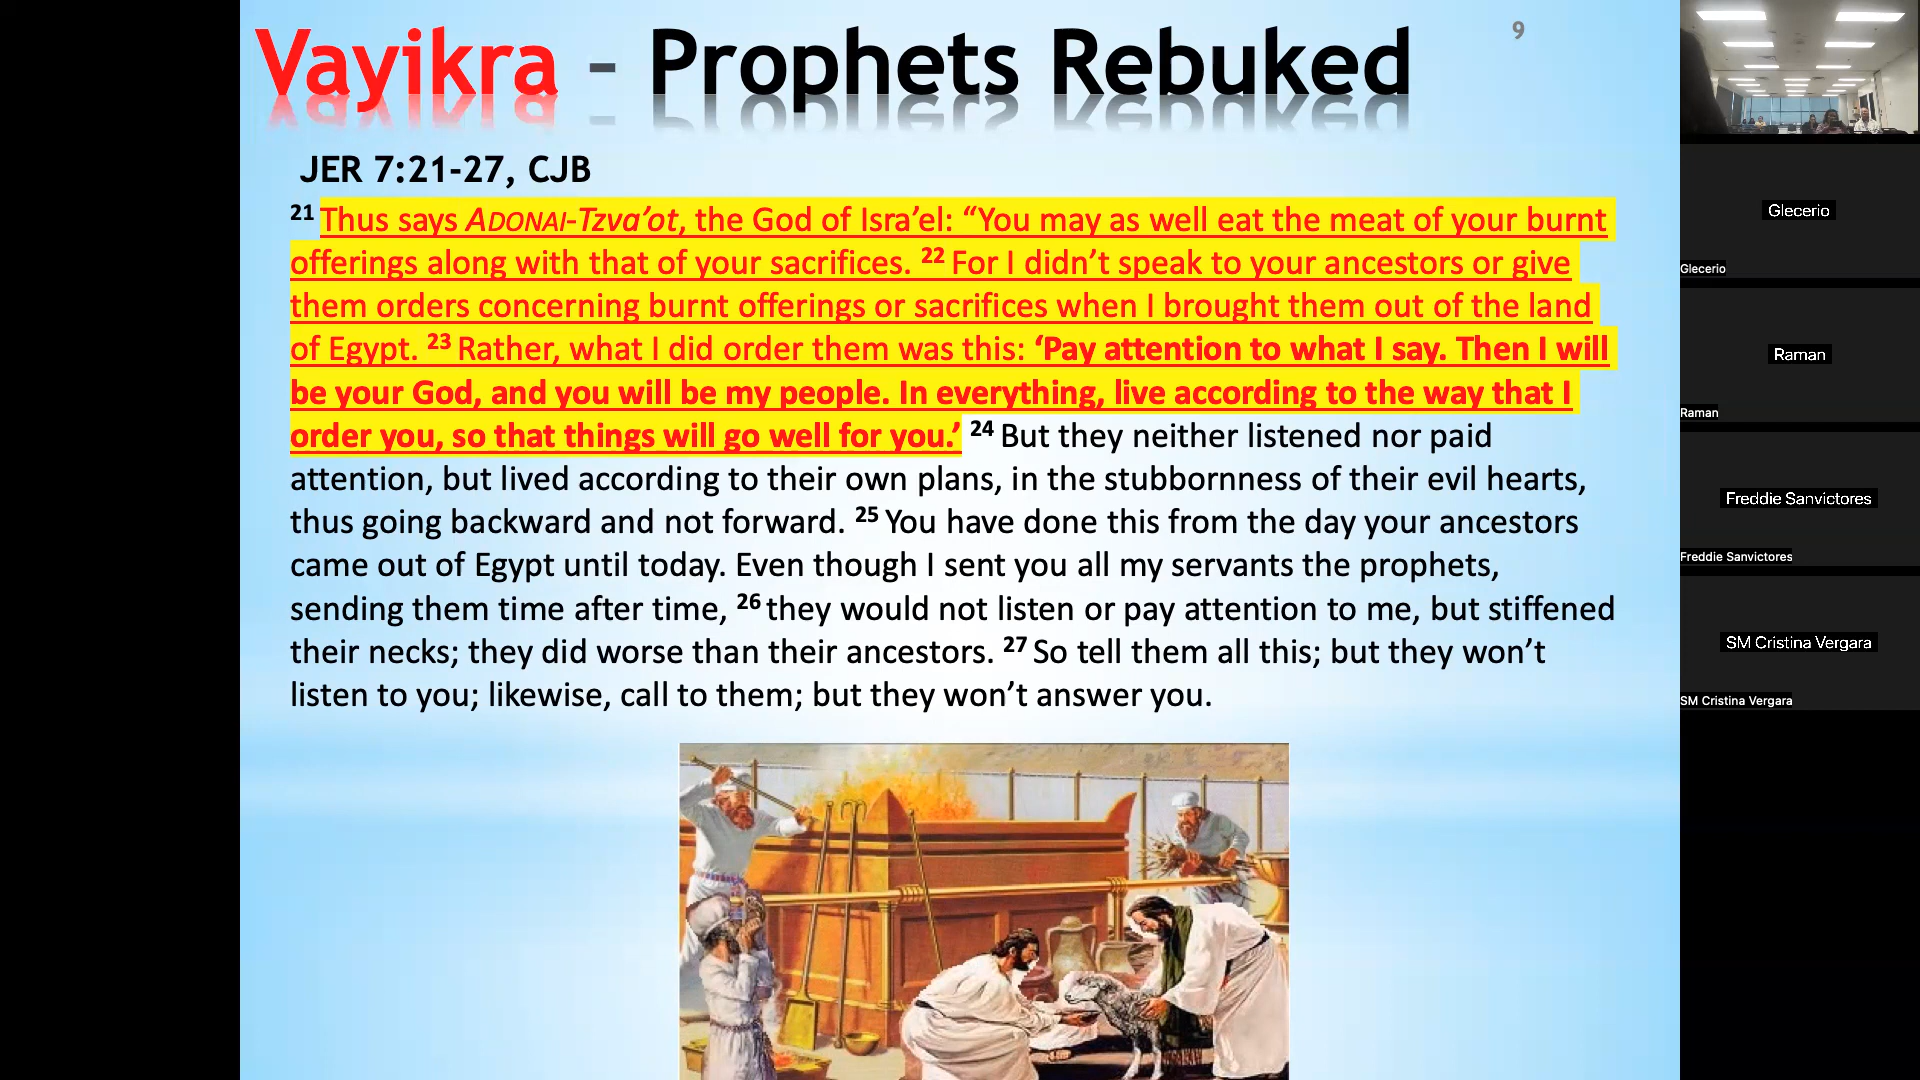 Vayikra - Prophets Rebuked
9
JER 7:21-27, CJB
21 Thus says ADONAI-Tzva’ot, the God of Isra’el: “You may as well eat the meat of your burnt
offerings along with that of your sacrifices. 22 For I didn’t speak to your ancestors or give
them orders concerning burnt offerings or sacrifices when I brought them out of the land
of Egypt. 23 Rather, what I did order them was this: ‘Pay attention to what I say. Then I will
be your God, and you will be my people. In everything, live according to the way that I
order you, so that things will go well for you.’ 24 But they neither listened nor paid
attention, but lived according to their own plans, in the stubbornness of their evil hearts,
thus going backward and not forward. 25 You have done this from the day your ancestors
came out of Egypt until today. Even though I sent you all my servants the prophets,
sending them time after time, 26 they would not listen or pay attention to me, but stiffened
their necks; they did worse than their ancestors. 27 So tell them all this; but they won’t
listen to you; likewise, call to them; but they won’t answer you.
Glecerio
Glecerio
Raman
Raman
Freddie Sanvictores
Freddie Sanvictores
SM Cristina Vergara
SM Cristina Vergara